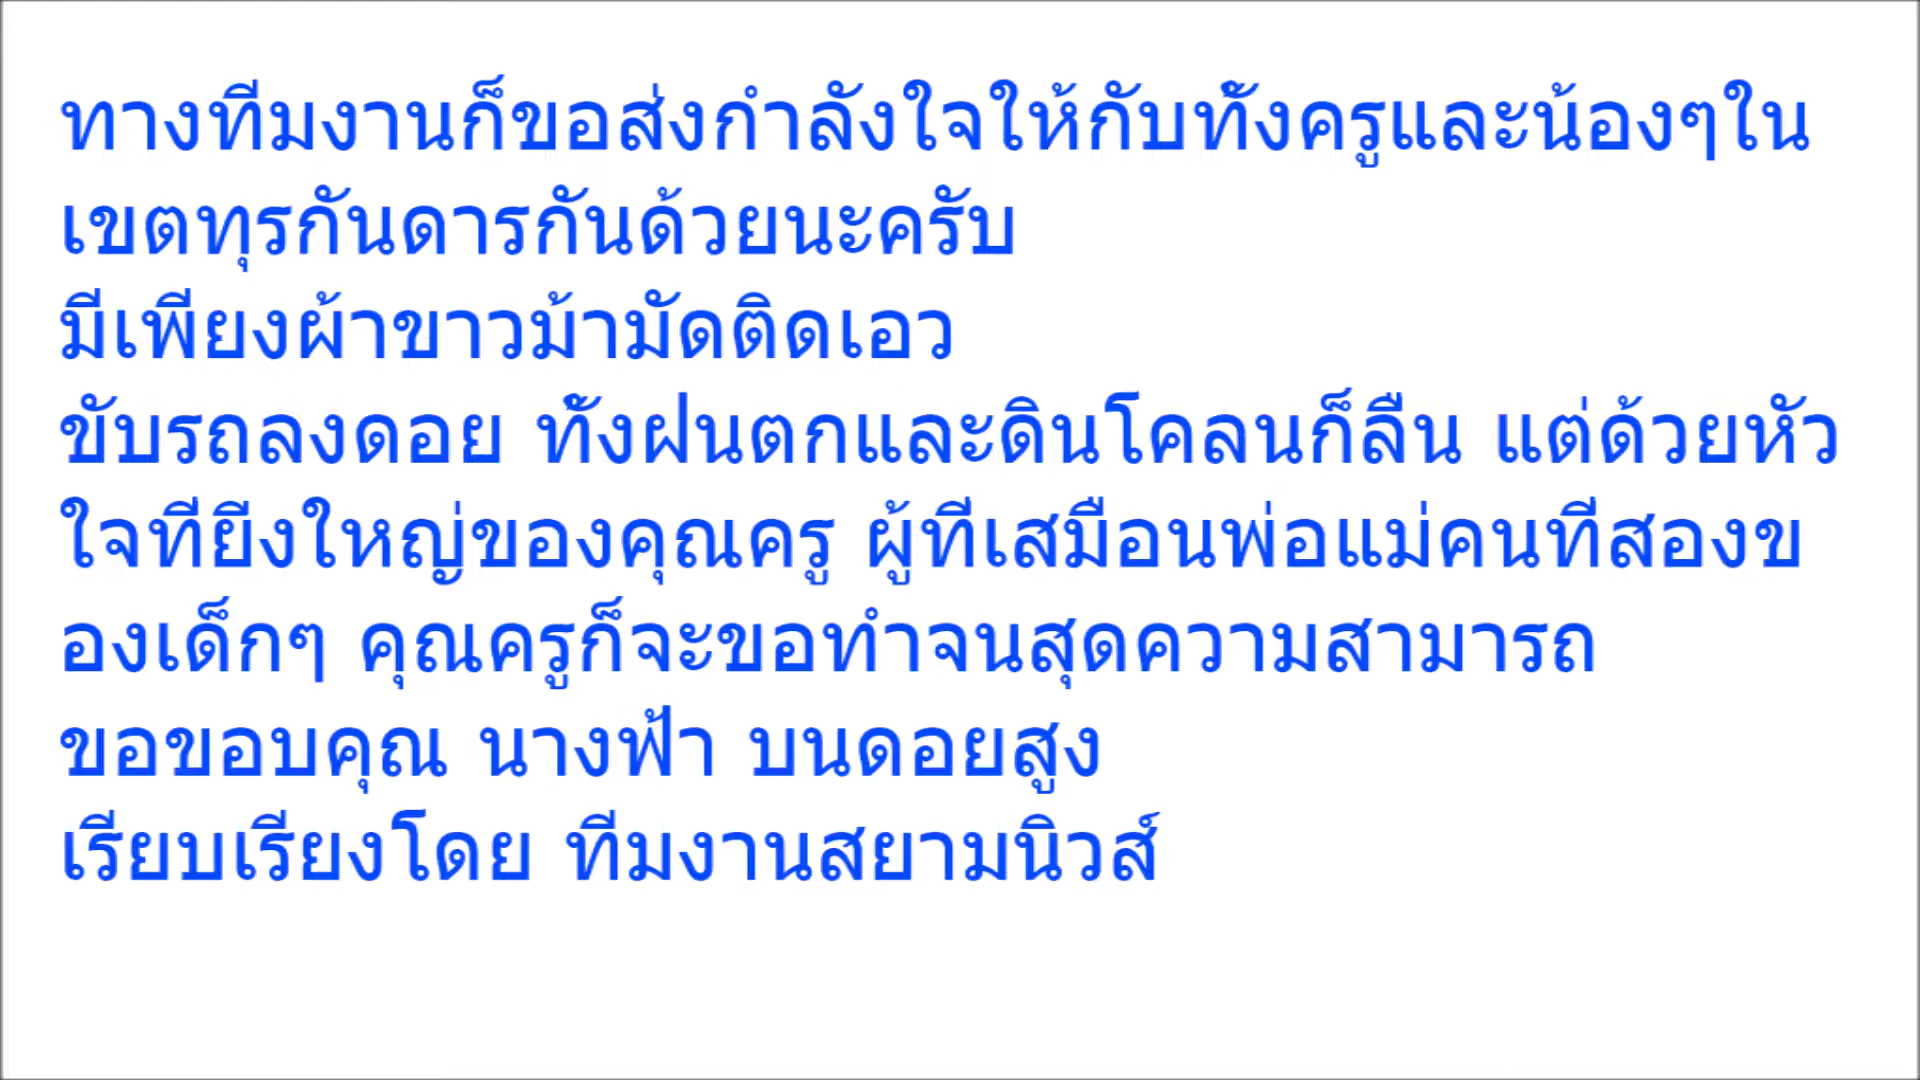 ทางทีมงานก็ขอส่งกำลังใจให้กับทั้งครูและน้องๆใน
เขตทุรกันดารกันด้วยนะครับ
มีเพียงผ้าขาวม้ามัดติดเอว
ขับรถลงดอย ทั้งฝนตกและดินโคลนก็ลื่น แต่ด้วยหัว
ใจที่ยิ่งใหญ่ของคุณครู ผู้ที่เสมือนพ่อแม่คนที่สองข
องเด็กๆ คุณครูก็จะขอทำจนสุดความสามารถ
ขอขอบคุณ นางฟ้า บนดอยสูง
เรียบเรียงโดย ทีมงานสยามนิวส์